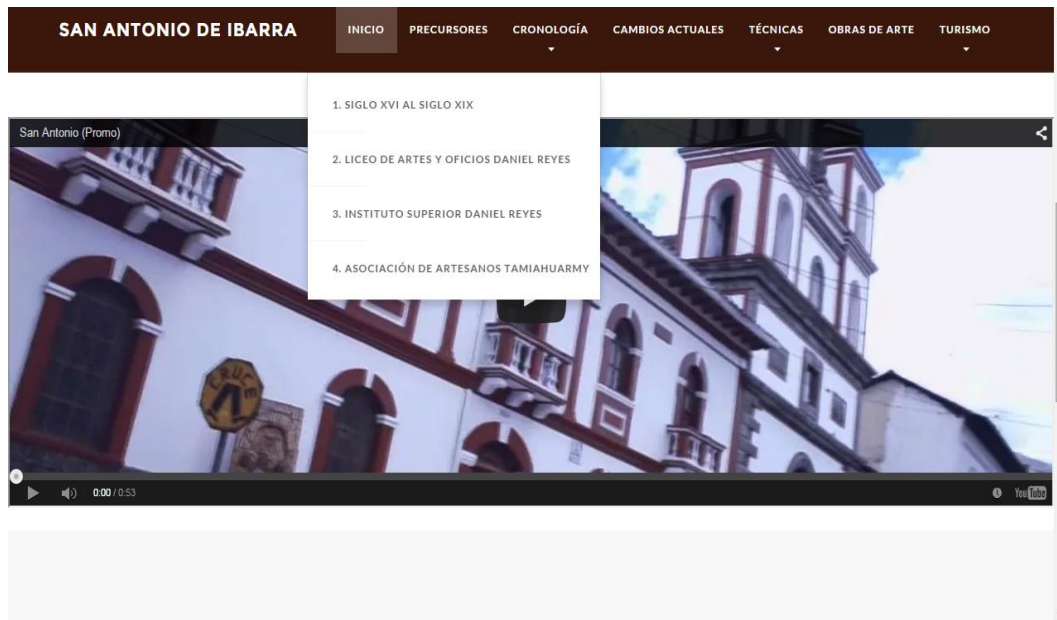 SAN ANTONIO DE IBARRA
INICIO
PRECURSORES
CRONOLOGÍA
CAMBIOS ACTUALES
TÉCNICAS
OBRAS DE ARTE
TURISMO
1. SIGLO XVI AL SIGLO XIX
2. LICEO DE ARTES Y OFICIOS DANIEL REYES
3. INSTITUTO SUPERIOR DANIEL REYES
4. ASOCIACIÓN DE ARTESANOS TAMIAHUARMY
San Antonio (Promo)
CRUCE
0:00 / 0:53
YouTube